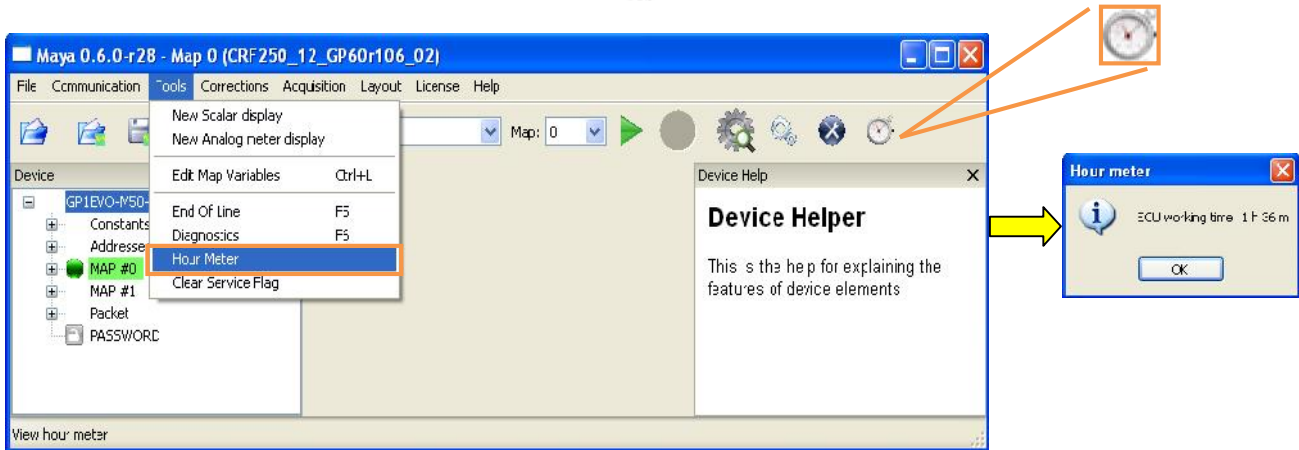 Maya 0.6.0-r28 - Map 0 (CRF250_12_GP60r106_02)
File Communication Tools Corrections Acquisition Layout License Help
New Scalar display
New Analog meter display
Edit Map Variables Ctrl+L
End Of Line F5
Diagnostics
Hour Meter
Clear Service Flag
Map: 0
Device
GP1EVO-M50-
Constants
Addresse
MAP #0
MAP #1
Packet
PASSWORD
Device Help X
Device Helper
This is the help for explaining the
features of device elements
View hour meter
Hour meter
ECU working time 1 h 36 m
OK